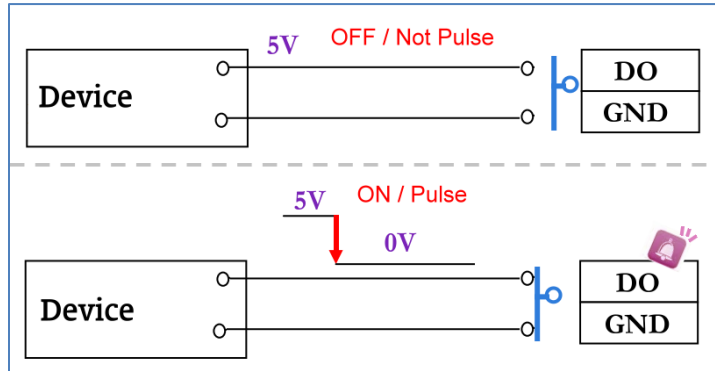 5V OFF / Not Pulse
Device
DO
GND
5V ON / Pulse
0V
Device
DO
GND